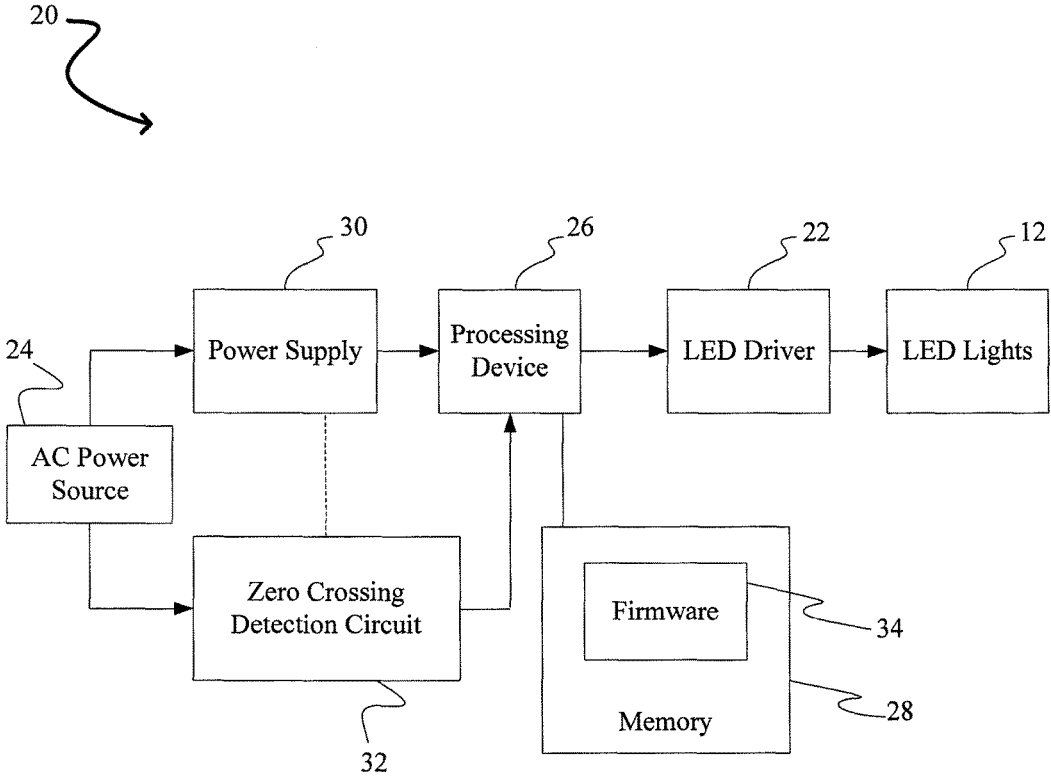 20
30
26
22
12
24
Power Supply
Processing
Device
LED Driver
LED Lights
AC Power
Source
Zero Crossing
Detection Circuit
Firmware
34
28
Memory
32